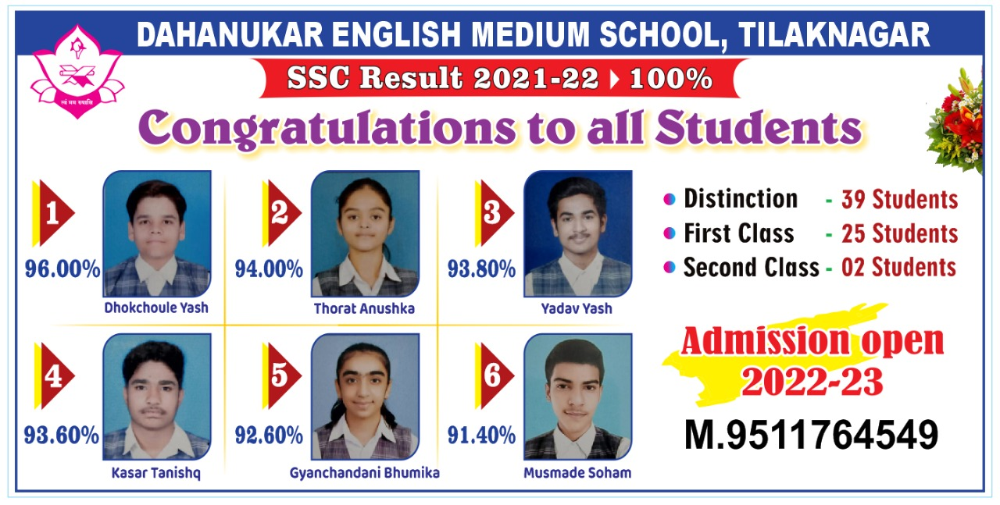 DAHANUKAR ENGLISH MEDIUM SCHOOL, TILAKNAGAR
त्वं मम रुयासि
SSC Result 2021-22 100%
Congratulations to all Students
1
96.00%
Dhokchoule Yash
2
94.00%
Thorat Anushka
3
93.80%
Yadav Yash
4
93.60%
Kasar Tanishq
5
92.60%
Gyanchandani Bhumika
6
91.40%
Musmade Soham
Distinction - 39 Students
First Class - 25 Students
Second Class - 02 Students
Admission open
2022-23
M.9511764549